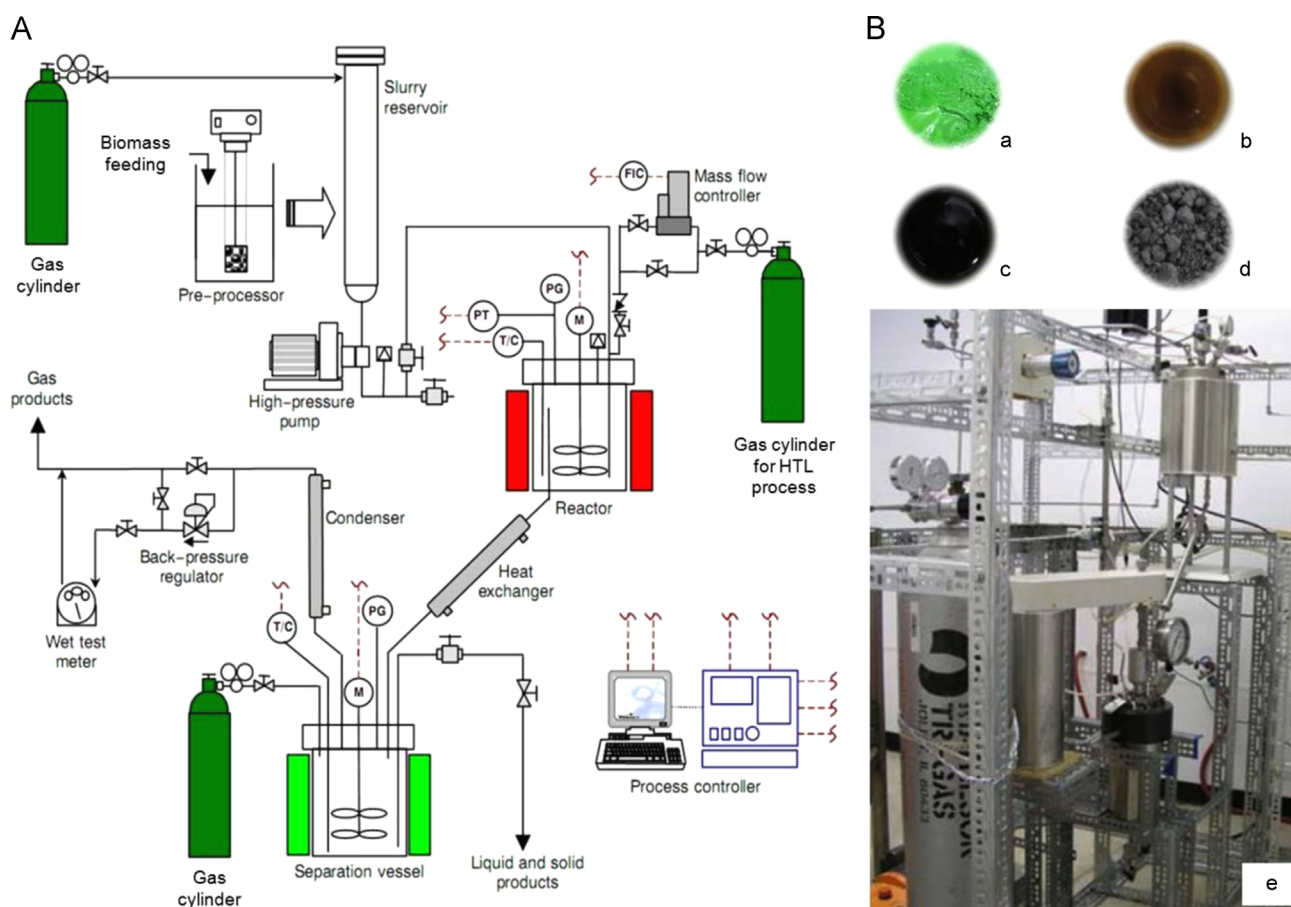 A
B
Slurry
reservoir
Biomass
feeding
Gas
cylinder
Pre-processor
FIC
Mass flow
controller
PG
PT
M
T/C
High-pressure
pump
Gas
products
Reactor
Gas cylinder
for HTL
process
Condenser
Back-pressure
regulator
Heat
exchanger
Wet test
meter
T/C
PG
M
Process controller
Separation vessel
Liquid and solid
products
Gas
cylinder
a
b
c
d
TRIGAS
e